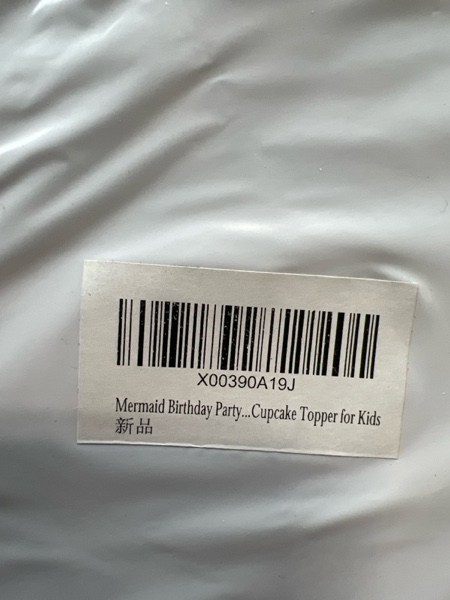 X00390A19J
Mermaid Birthday Party...Cupcake Topper for Kids
新品